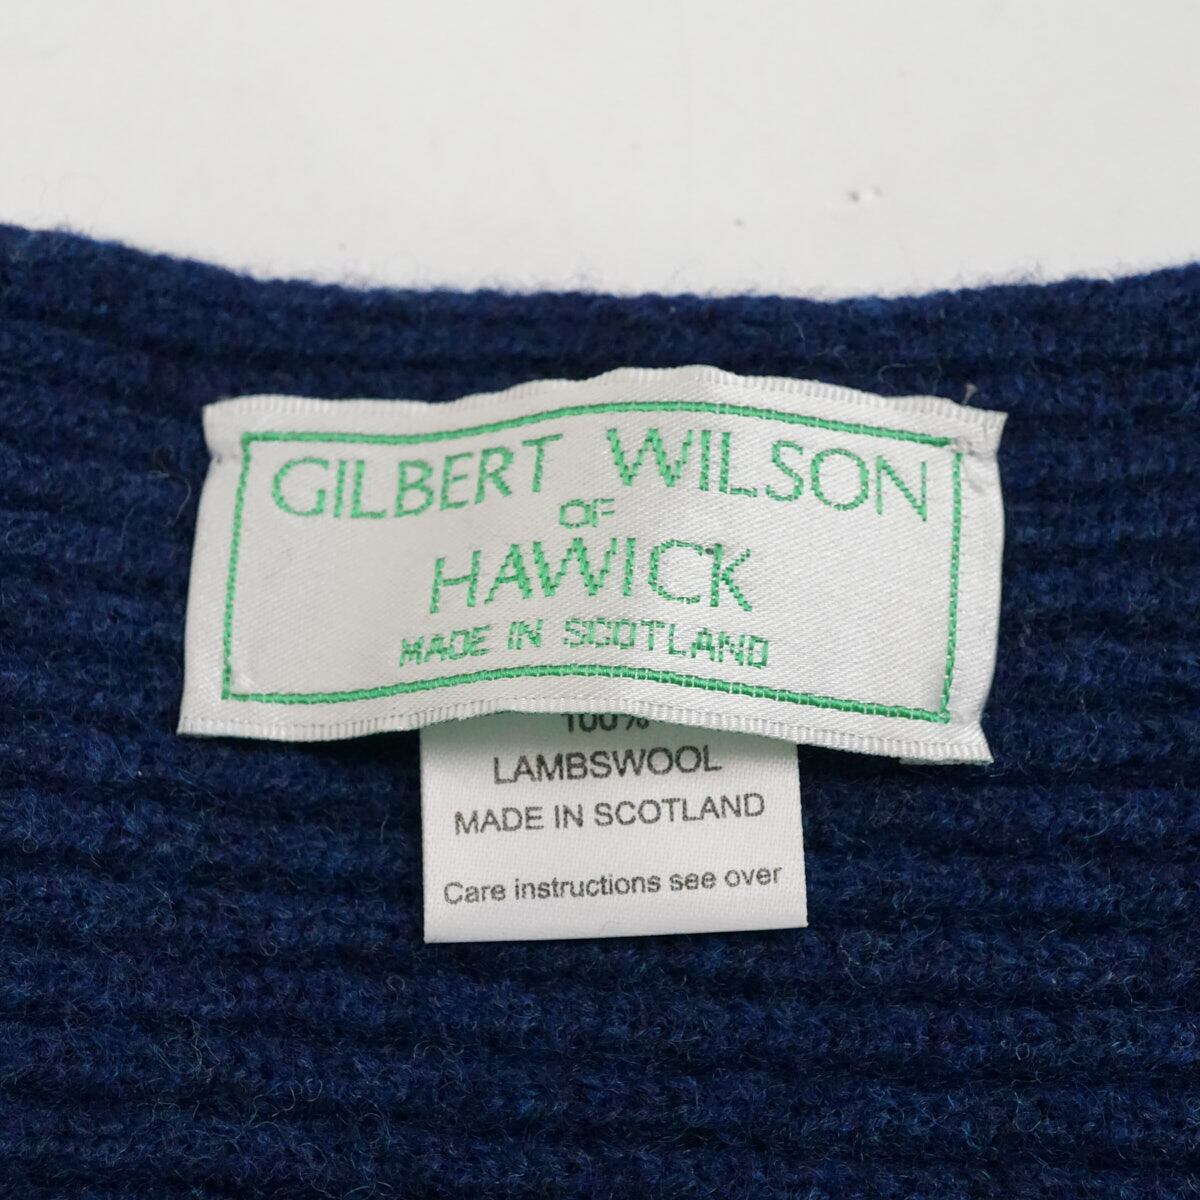 GILBERT WILSON
OF
HAWICK
MADE IN SCOTLAND
100%
LAMBSWOOL
MADE IN SCOTLAND
Care instructions see over